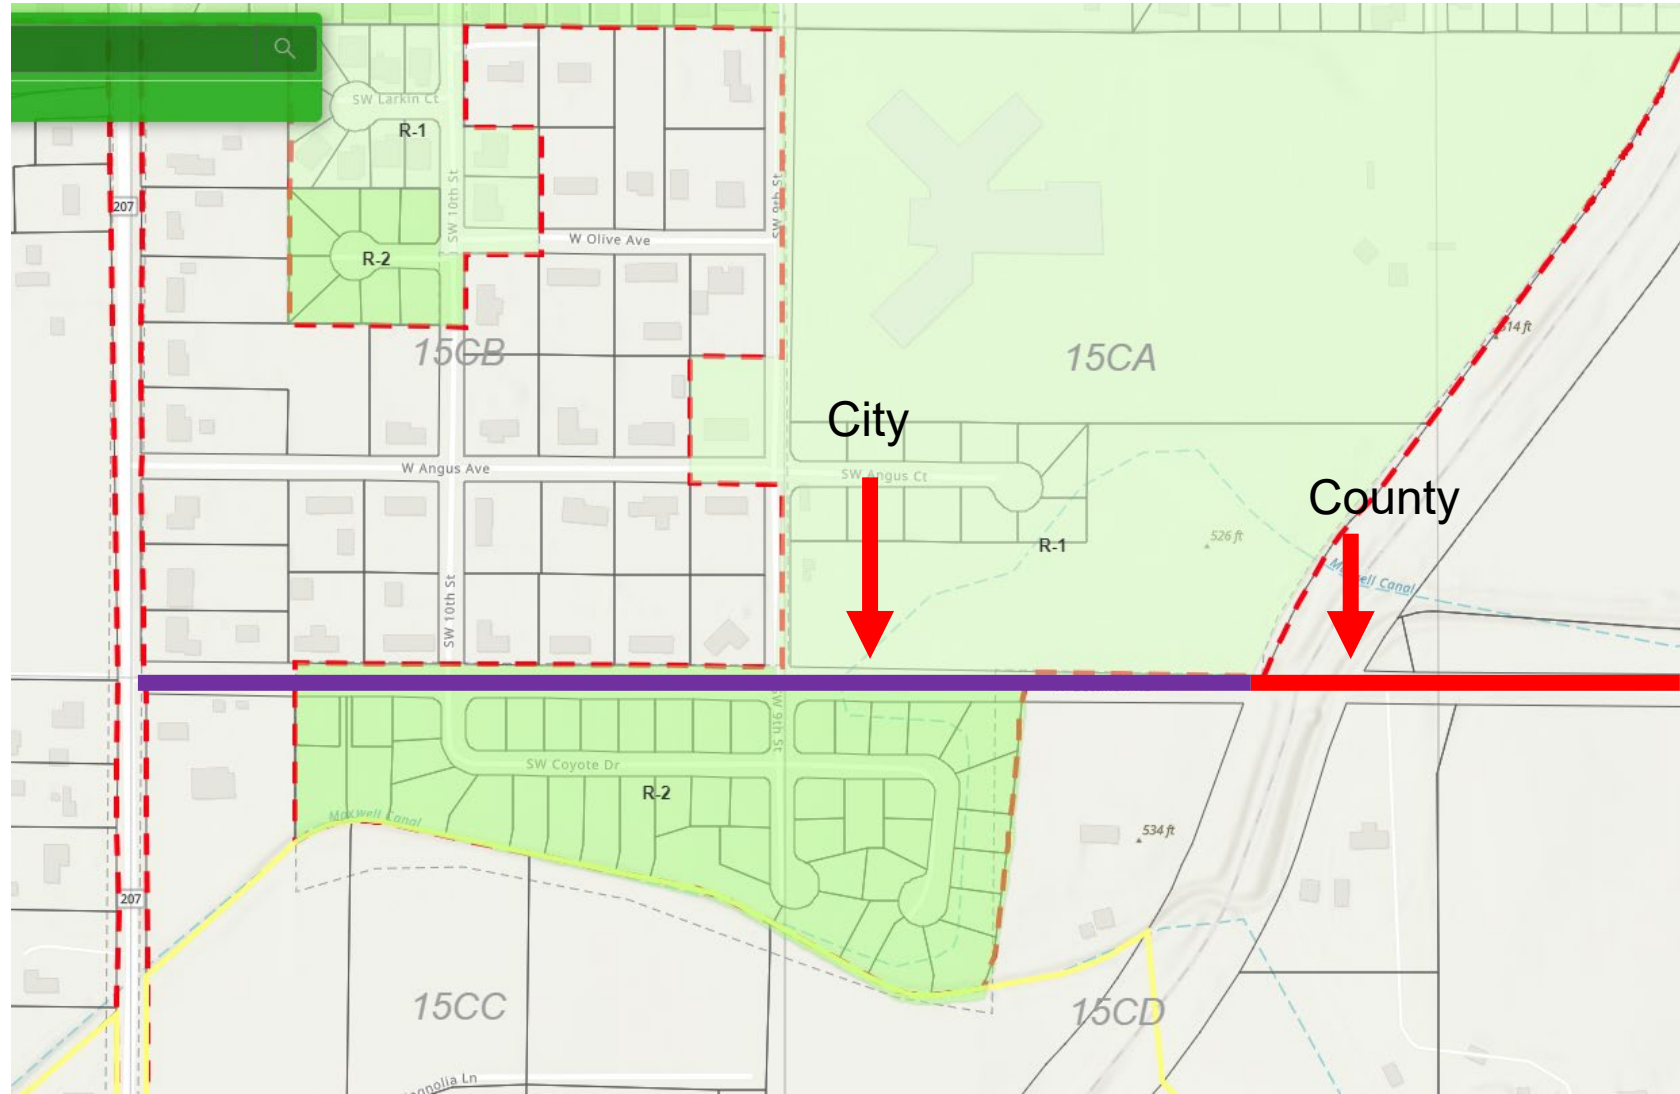 SW Larkin Ct
R-1
SW 10th St
SW 9th St
207
W Olive Ave
R-2
514 ft
15CB
15CA
City
W Angus Ave
SW Angus Ct
County
526 ft
R-1
Maxwell Canal
SW 10th St
SW 9th St
SW Coyote Dr
R-2
Maxwell Canal
534 ft
207
15CC
15CD
gnolia Ln